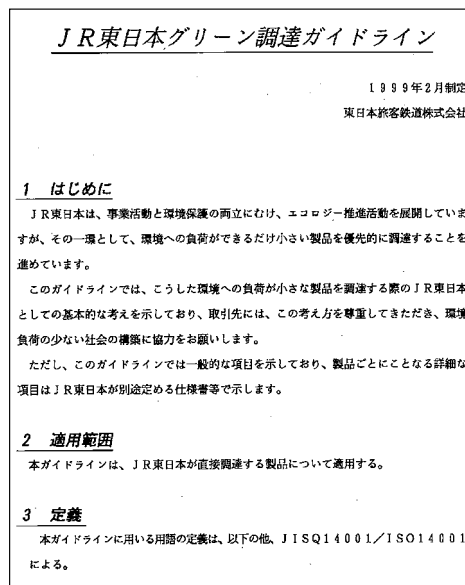 JR東日本グリーン調達ガイドライン
1999年2月制定
東日本旅客鉄道株式会社
1 はじめに
JR東日本は、事業活動と環境保護の両立にむけ、エコロジー推進活動を展開していま
すが、その一環として、環境への負荷ができるだけ小さい製品を優先的に調達することを
進めています。
このガイドラインでは、こうした環境への負荷が小さな製品を調達する際のJR東日本
としての基本的な考えを示しており、取引先には、この考え方を尊重してきただき、環境
負荷の少ない社会の構築に協力をお願いします。
ただし、このガイドラインでは一般的な項目を示しており、製品ごとにことなる詳細な
項目はJR東日本が別途定める仕様書等で示します。
2 適用範囲
本ガイドラインは、JR東日本が直接調達する製品について適用する。
3 定義
本ガイドラインに用いる用語の定義は、以下の他、JISQ14001/ISO14001
による。